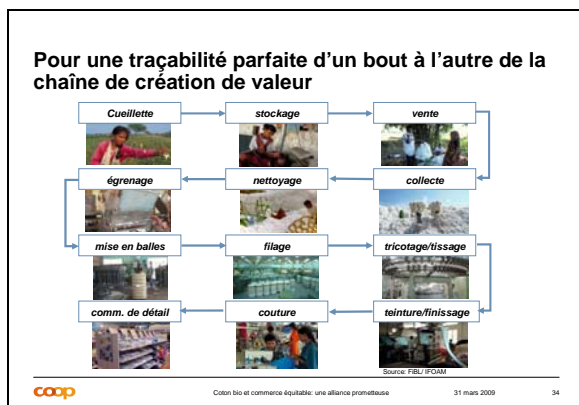 Pour une traçabilité parfaite d'un bout à l'autre de la
chaîne de création de valeur
Cueillette
stockage
vente
égrenage
nettoyage
collecte
mise en balles
filage
tricotage/tissage
comm. de détail
couture
teinture/finissage
Source: FiBL/ IFOAM
coop
Coton bio et commerce équitable: une alliance prometteuse
31 mars 2009
34